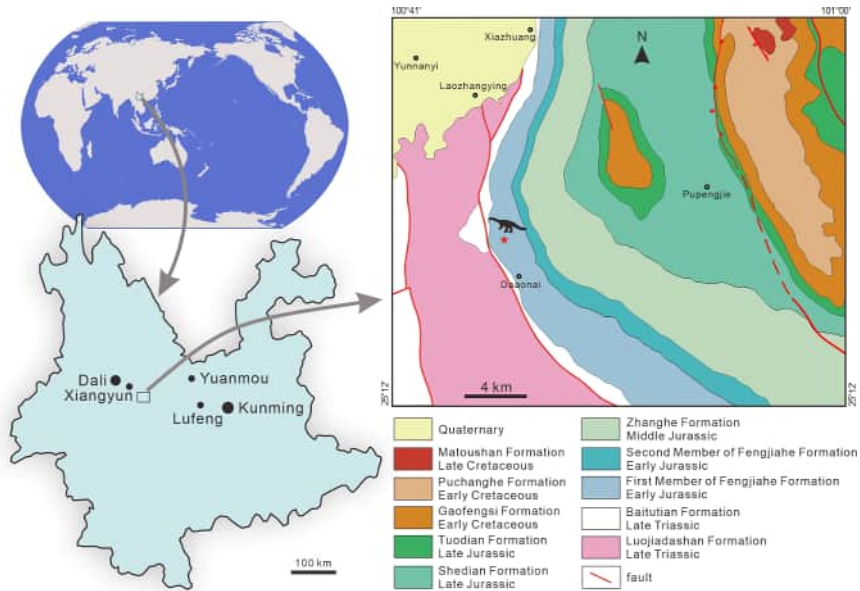 100°41'
101°00'
Xiazhuang
N
Yunnanyi
Laozhangying
Pupengjie
Daaonai
4 km
25°12'
25°12'
Dali
Xiangyun
Yuanmou
Lufeng
Kunming
100 km
Quaternary
Matoushan Formation
Late Cretaceous
Puchanghe Formation
Early Cretaceous
Gaofengsi Formation
Early Cretaceous
Tuodian Formation
Late Jurassic
Shedian Formation
Late Jurassic
Zhanghe Formation
Middle Jurassic
Second Member of Fengjiahe Formation
Early Jurassic
First Member of Fengjiahe Formation
Early Jurassic
Baitutian Formation
Late Triassic
Luojiadashan Formation
Late Triassic
fault